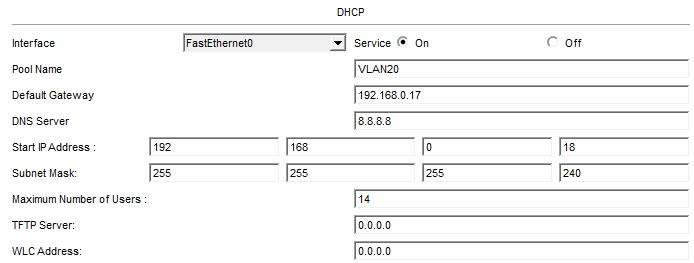 DHCP
Interface FastEthernet0 Service On Off
Pool Name VLAN20
Default Gateway 192.168.0.17
DNS Server 8.8.8.8
Start IP Address : 192 168 0 18
Subnet Mask: 255 255 255 240
Maximum Number of Users : 14
TFTP Server: 0.0.0.0
WLC Address: 0.0.0.0